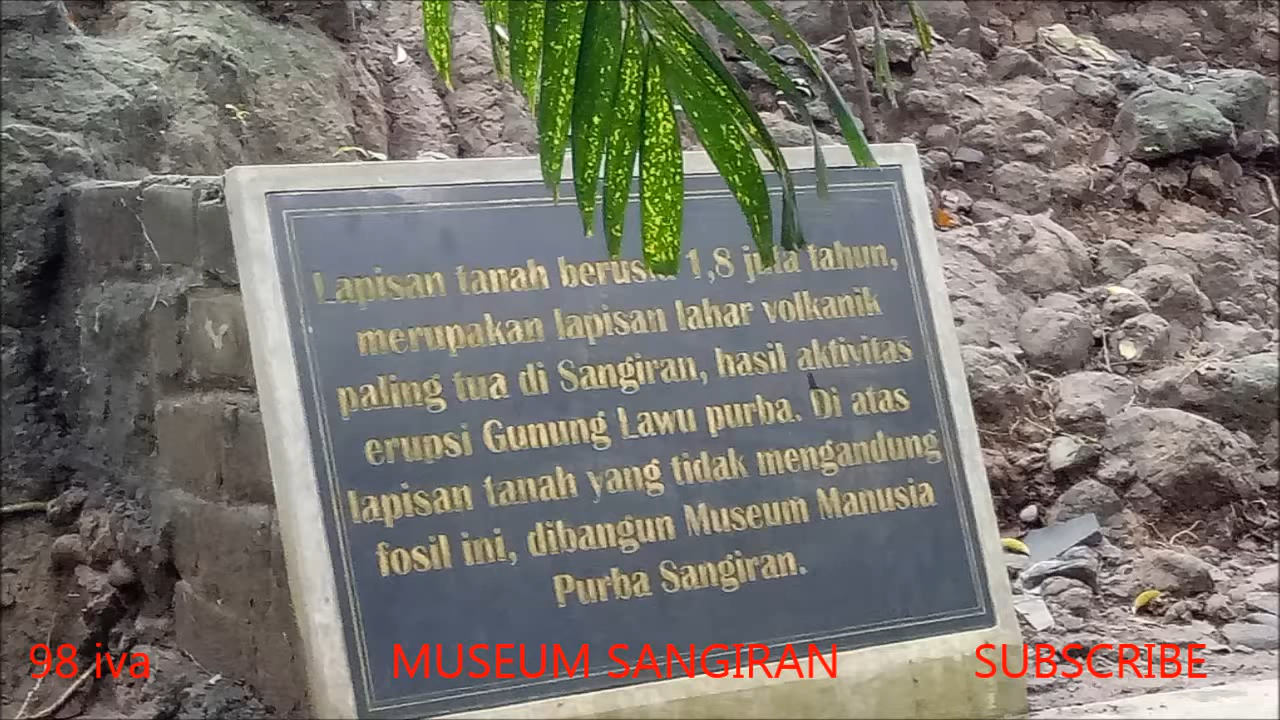 Lapisan tanah berusia 1,8 juta tahun,
merupakan lapisan lahar volkanik
paling tua di Sangiran, hasil aktivitas
erupsi Gunung Lawu purba. Di atas
lapisan tanah yang tidak mengandung
fosil ini, dibangun Museum Manusia
Purba Sangiran.
98 iva MUSEUM SANGIRAN SUBSCRIBE